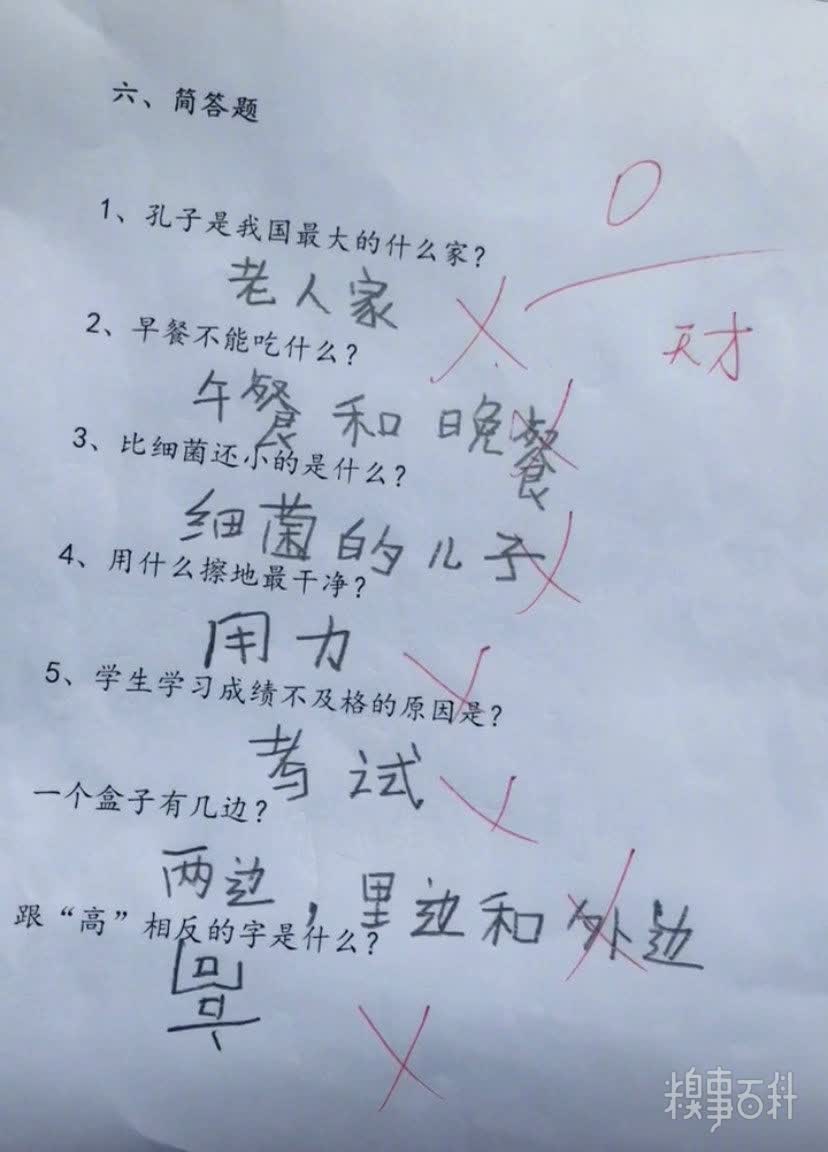 六、简答题
0
1、孔子是我国最大的什么家？
老人家
天才
2、早餐不能吃什么？
午餐和晚餐
3、比细菌还小的是什么？
细菌的儿子
4、用什么擦地最干净？
用力
5、学生学习成绩不及格的原因是？
考试
一个盒子有几边？
两边，里边和外边
跟“高”相反的字是什么？
糗事百科